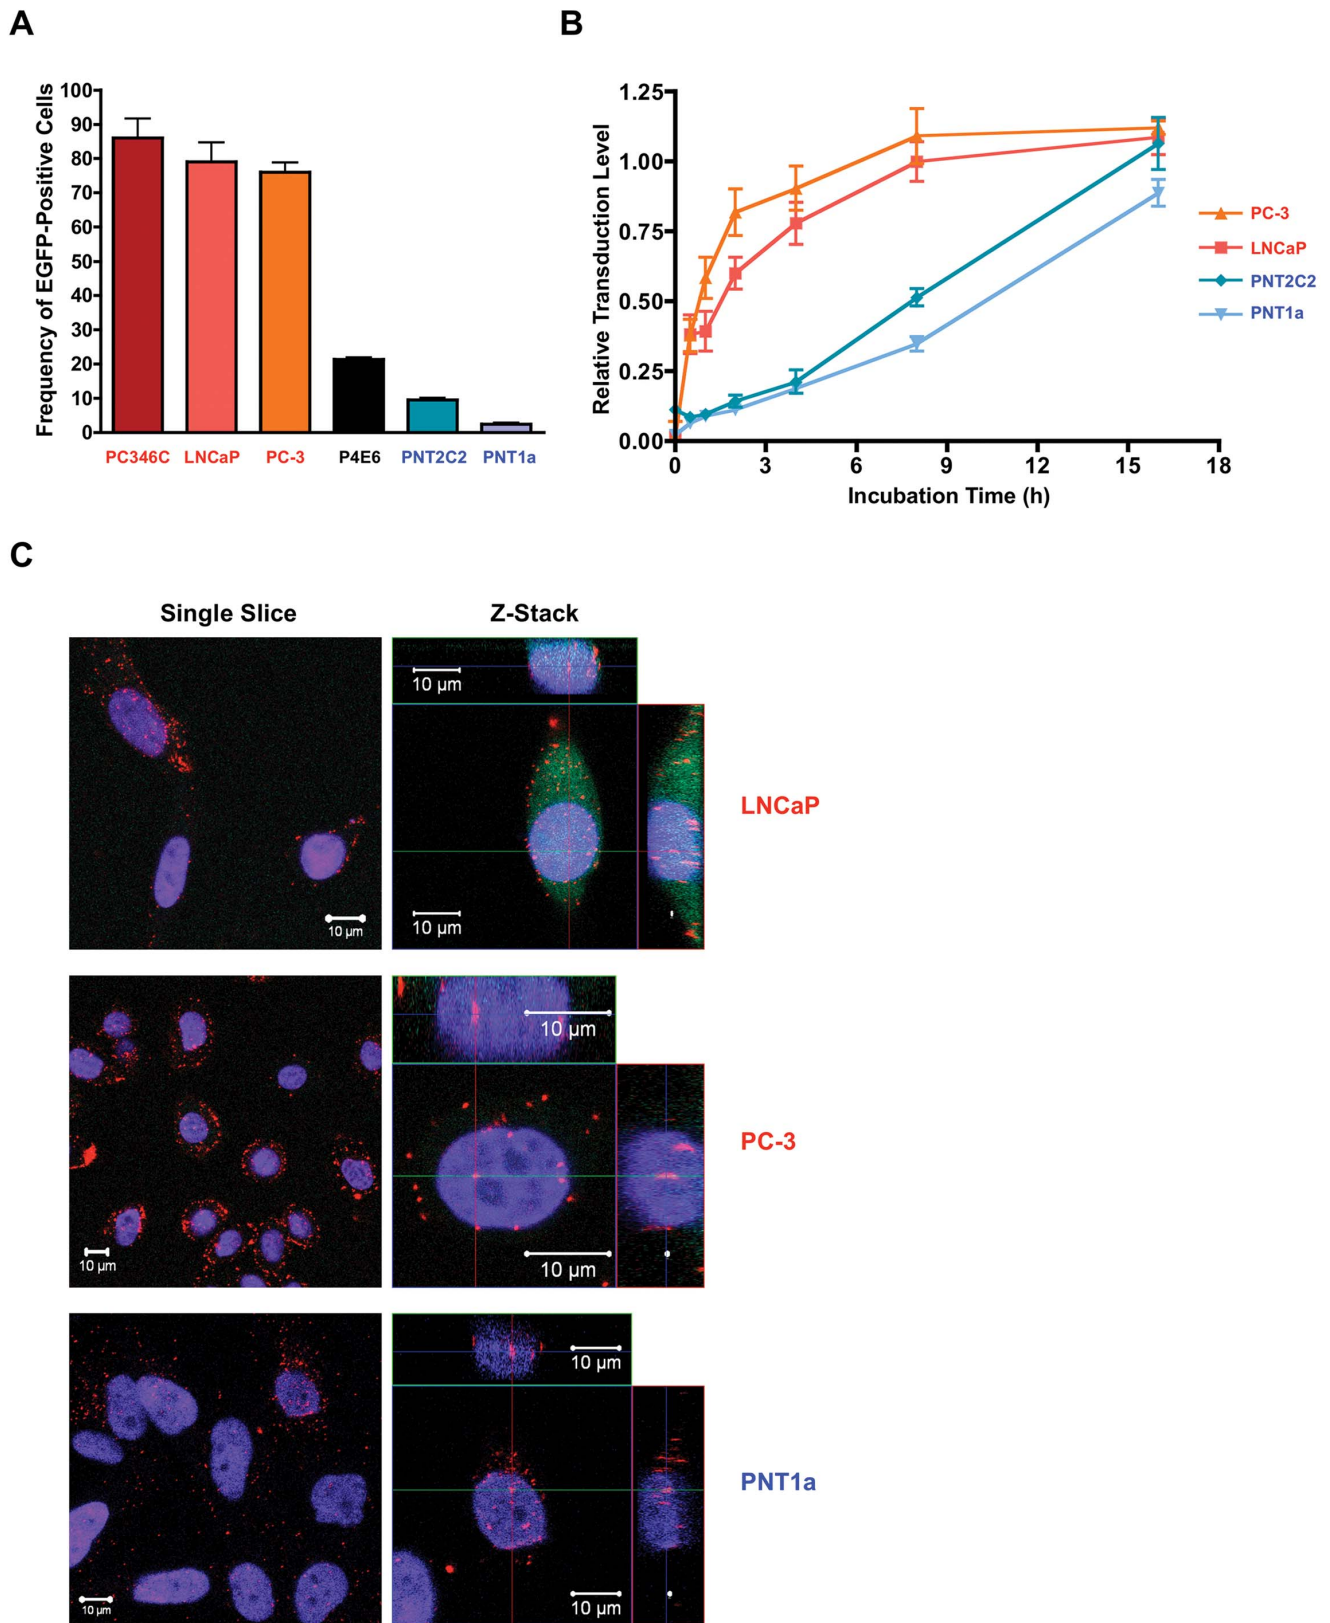 A
B
Frequency of EGFP-Positive Cells
100
90
80
70
60
50
40
30
20
10
0
PC346C LNCaP PC-3 P4E6 PNT2C2 PNT1a
Relative Transduction Level
1.25
1.00
0.75
0.50
0.25
0.00
0 3 6 9 12 15 18
Incubation Time (h)
PC-3
LNCaP
PNT2C2
PNT1a
C
Single Slice Z-Stack
10 µm
10 µm
10 µm
LNCaP
10 µm
10 µm
10 µm
PC-3
10 µm
10 µm
10 µm
PNT1a